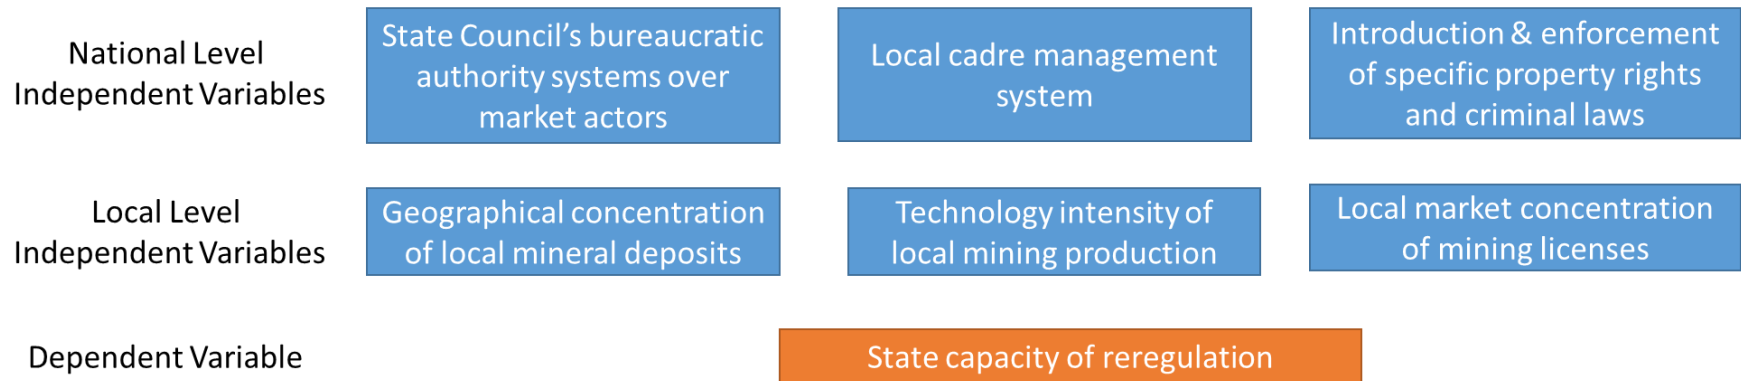 National Level
Independent Variables
State Council’s bureaucratic
authority systems over
market actors
Local cadre management
system
Introduction & enforcement
of specific property rights
and criminal laws
Local Level
Independent Variables
Geographical concentration
of local mineral deposits
Technology intensity of
local mining production
Local market concentration
of mining licenses
Dependent Variable
State capacity of reregulation